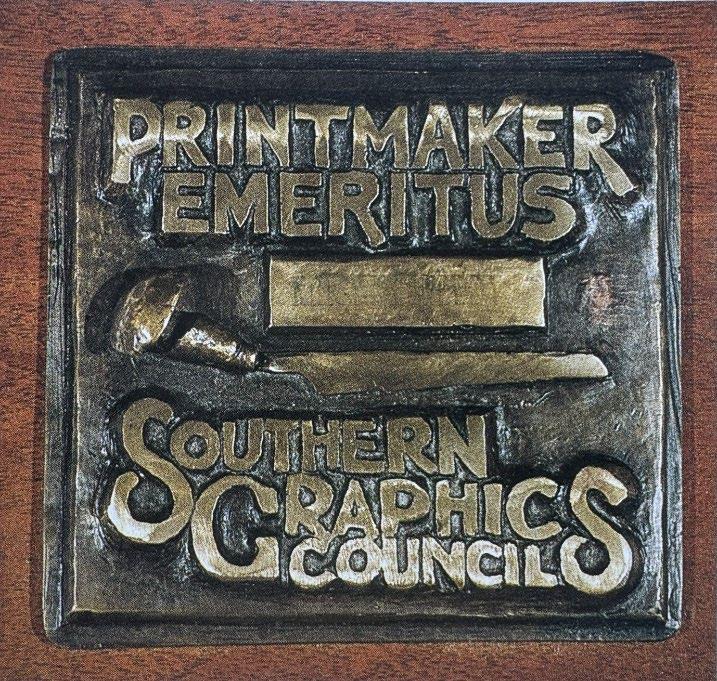 PRINTMAKER
EMERITUS
SOUTHERN
GRAPHICS
COUNCIL